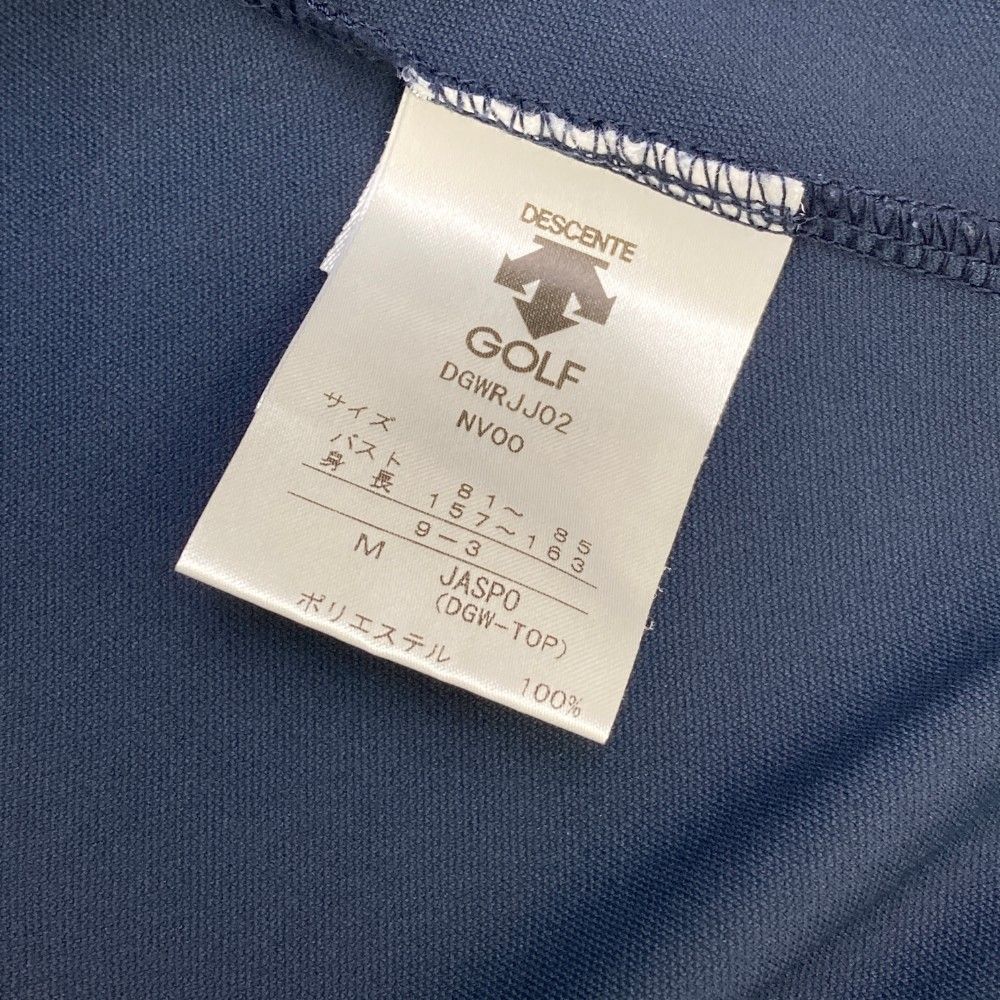 DESCENTE
GOLF
DGWRJJ02
NV00
サイズ
バスト 81～ 85
身 長 157～163
9-3
M JASPO
(DGW-TOP)
ポリエステル 100%